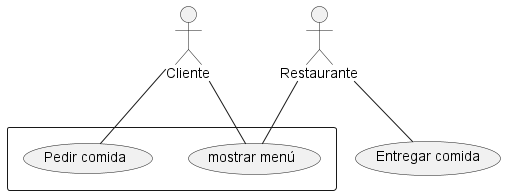 Cliente
Restaurante
Pedir comida
mostrar menú
Entregar comida